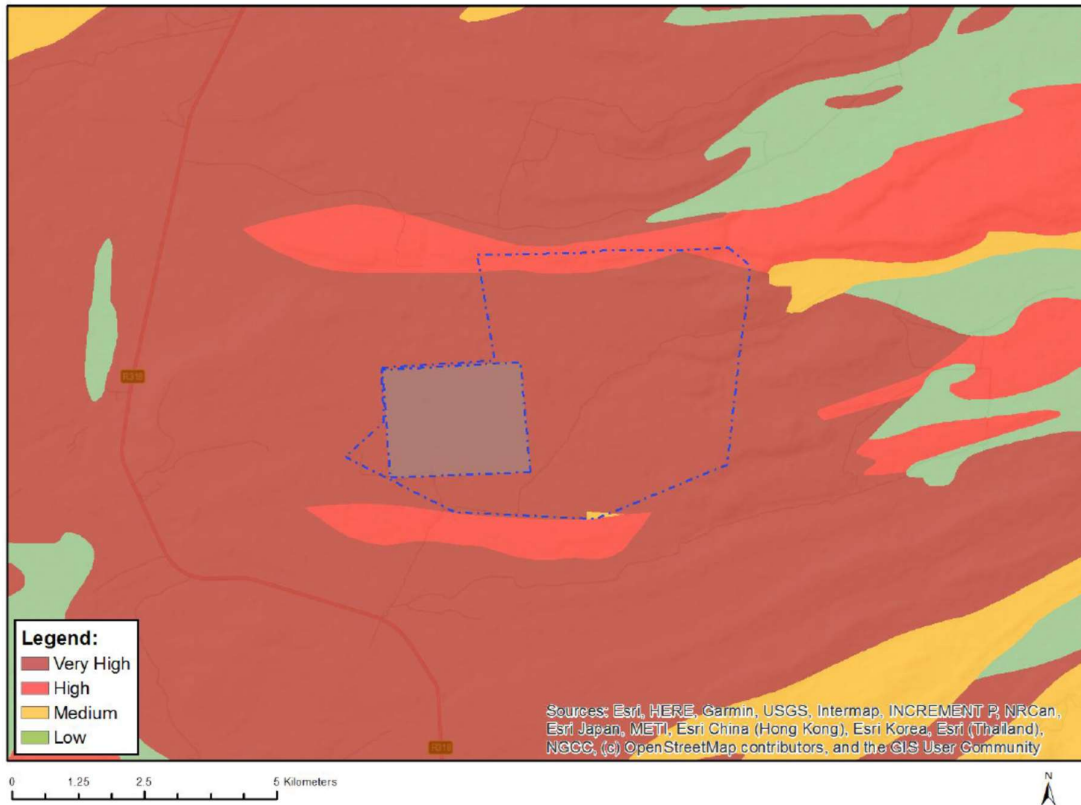 Legend:
Very High
High
Medium
Low
Sources: Esri, HERE, Garmin, USGS, Intermap, INCREMENT P, NRCan,
Esri Japan, METI, Esri China (Hong Kong), Esri Korea, Esri (Thailand),
NGCC, (c) OpenStreetMap contributors, and the GIS User Community
0 1.25 2.5 5 Kilometers
N